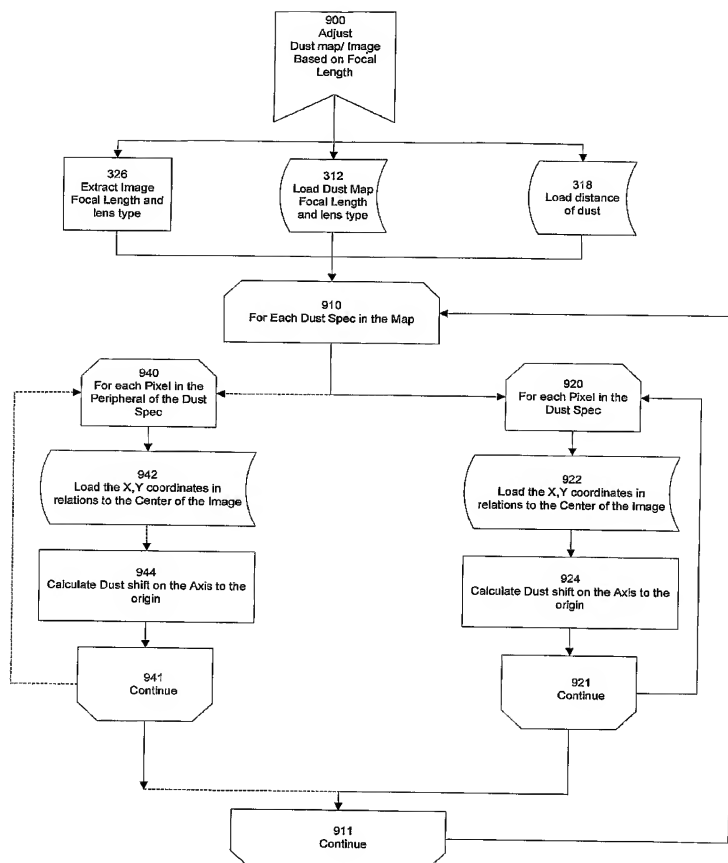 900
Adjust
Dust map/ Image
Based on Focal
Length
326
Extract Image
Focal Length and
lens type
312
Load Dust Map
Focal Length
and lens type
318
Load distance
of dust
910
For Each Dust Spec in the Map
940
For each Pixel in the
Peripheral of the Dust
Spec
920
For each Pixel in the
Dust Spec
942
Load the X,Y coordinates in
relations to the Center of the Image
922
Load the X,Y coordinates in
relations to the Center of the Image
944
Calculate Dust shift on the Axis to the
origin
924
Calculate Dust shift on the Axis to the
origin
941
Continue
921
Continue
911
Continue